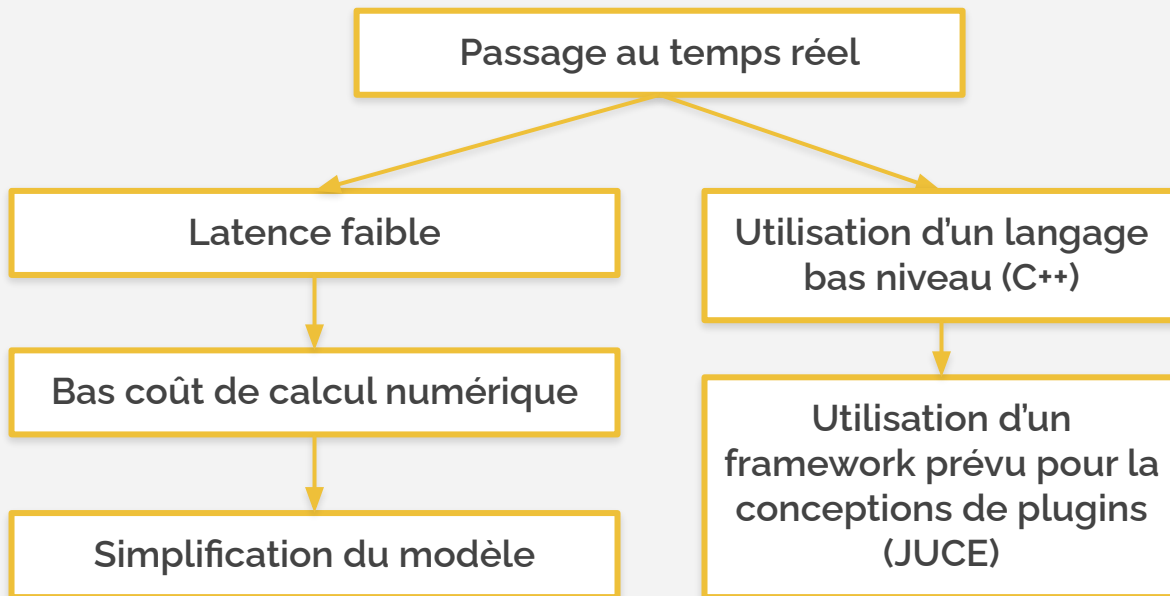 Passage au temps réel
Latence faible
Bas coût de calcul numérique
Simplification du modèle
Utilisation d'un langage
bas niveau (C++)
Utilisation d'un
framework prévu pour la
conceptions de plugins
(JUCE)